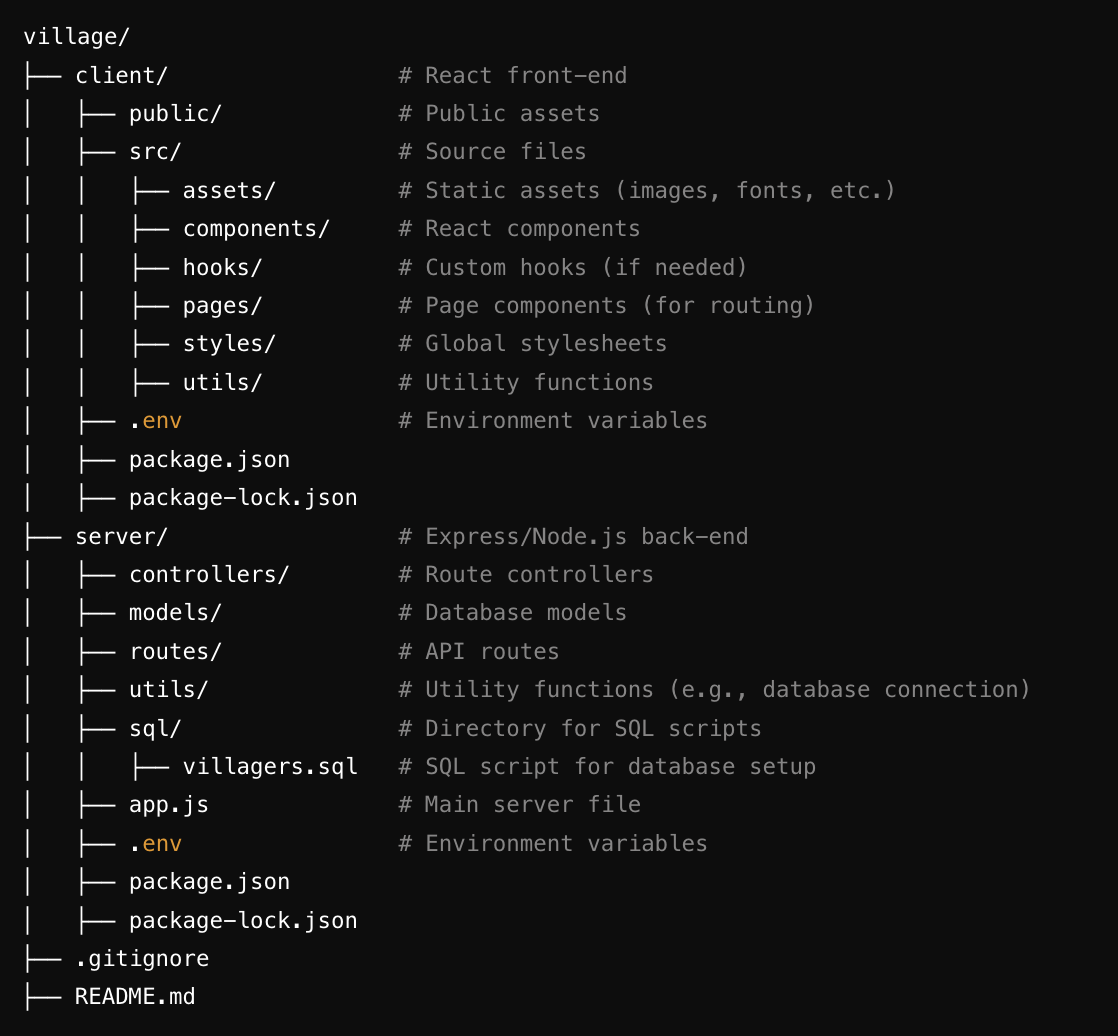 village/
├── client/                 # React front-end
│   ├── public/             # Public assets
│   ├── src/                # Source files
│   │   ├── assets/         # Static assets (images, fonts, etc.)
│   │   ├── components/     # React components
│   │   ├── hooks/          # Custom hooks (if needed)
│   │   ├── pages/          # Page components (for routing)
│   │   ├── styles/         # Global stylesheets
│   │   ├── utils/          # Utility functions
│   ├── .env                # Environment variables
│   ├── package.json
│   ├── package-lock.json
├── server/                 # Express/Node.js back-end
│   ├── controllers/        # Route controllers
│   ├── models/             # Database models
│   ├── routes/             # API routes
│   ├── utils/              # Utility functions (e.g., database connection)
│   ├── sql/                # Directory for SQL scripts
│   │   ├── villagers.sql   # SQL script for database setup
│   ├── app.js              # Main server file
│   ├── .env                # Environment variables
│   ├── package.json
│   ├── package-lock.json
├── .gitignore
├── README.md